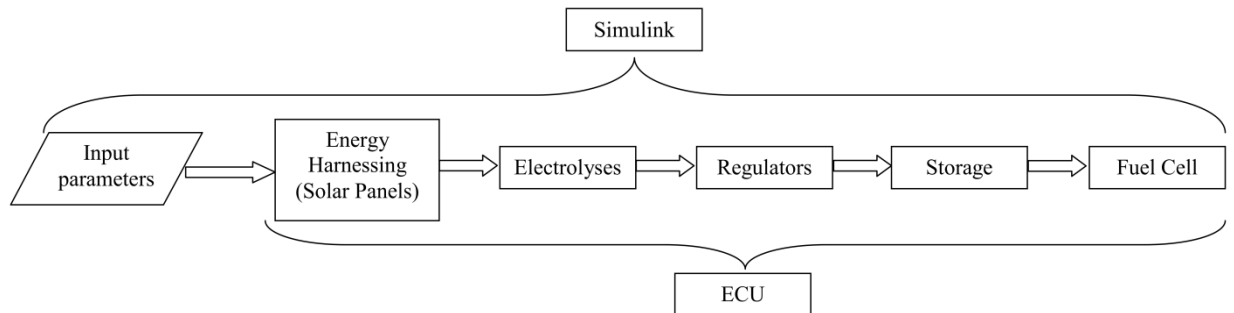 Simulink
Input
parameters
Energy
Harnessing
(Solar Panels)
Electrolyses
Regulators
Storage
Fuel Cell
ECU